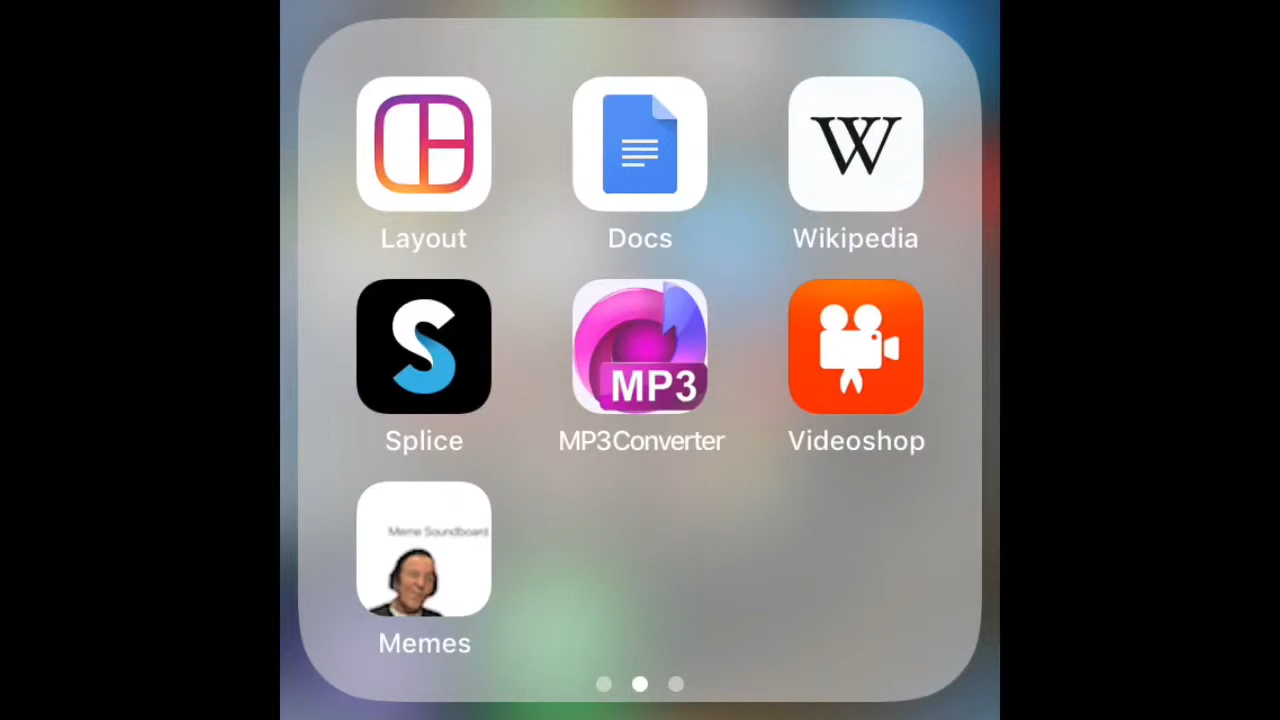 Layout
Docs
W
Wikipedia
S
Splice
MP3
MP3Converter
Videoshop
Meme Soundboard
Memes